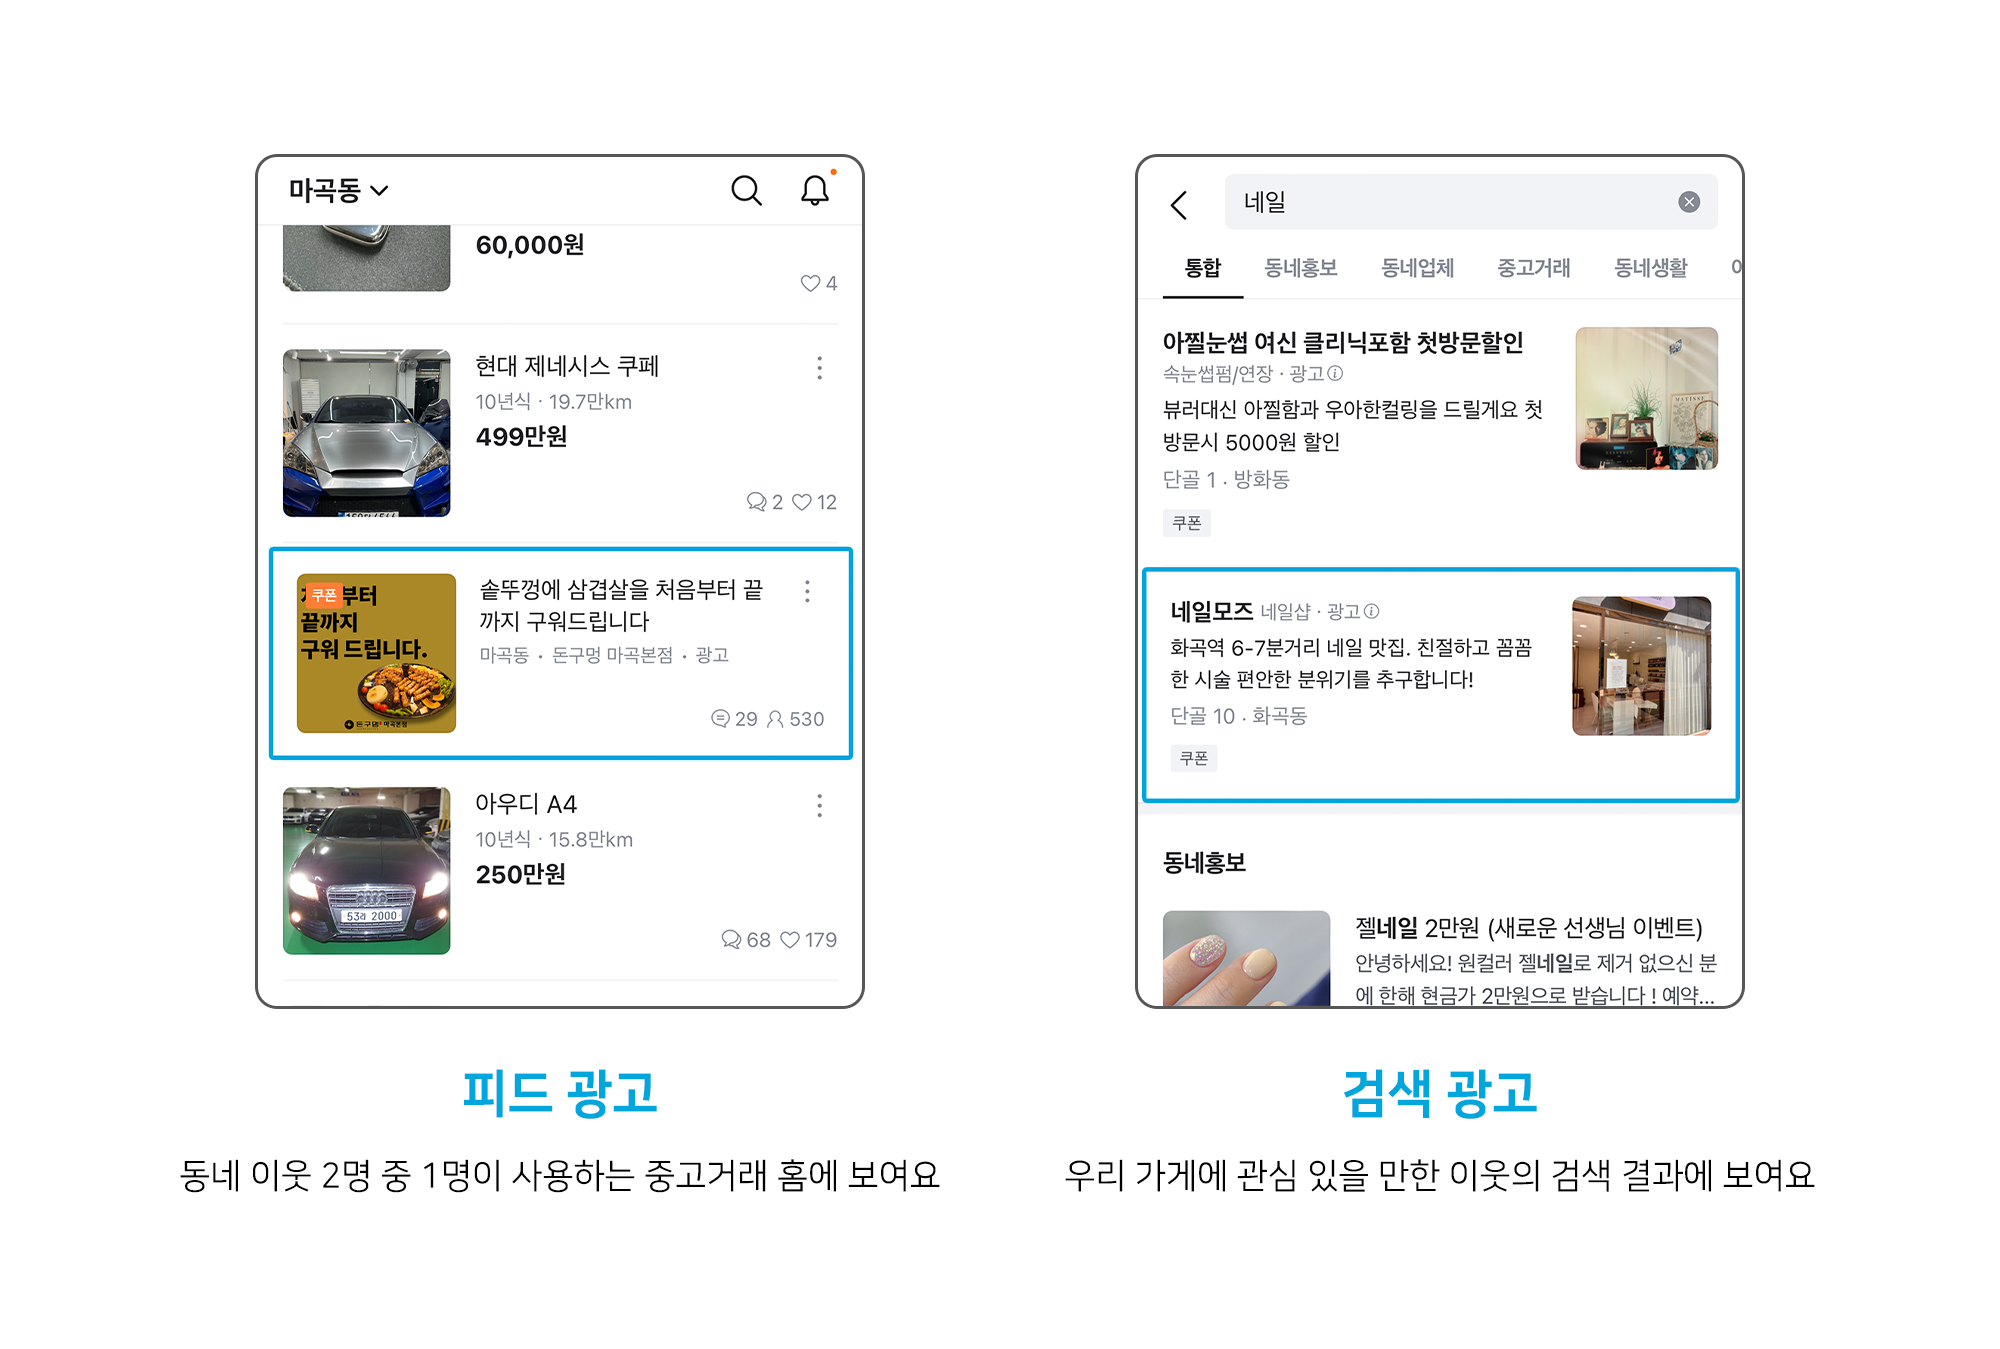 마곡동
60,000원
4
현대 제네시스 쿠페
10년식 · 19.7만km
499만원
2 12
쿠폰
부터
끝까지
구워 드립니다.
돈구멍 마곡본점
솥뚜껑에 삼겹살을 처음부터 끝
까지 구워드립니다
마곡동 · 돈구멍 마곡본점 · 광고
29 530
53라 2000
아우디 A4
10년식 · 15.8만km
250만원
68 179
피드 광고
동네 이웃 2명 중 1명이 사용하는 중고거래 홈에 보여요
네일
통합 동네홍보 동네업체 중고거래 동네생활
아찔눈썹 여신 클리닉포함 첫방문할인
속눈썹펌/연장 · 광고
뷰러대신 아찔함과 우아한컬링을 드릴게요 첫
방문시 5000원 할인
단골 1 · 방화동
쿠폰
MATISSE
네일모즈 네일샵 · 광고
화곡역 6-7분거리 네일 맛집. 친절하고 꼼꼼
한 시술 편안한 분위기를 추구합니다!
단골 10 · 화곡동
쿠폰
동네홍보
젤네일 2만원 (새로운 선생님 이벤트)
안녕하세요! 원컬러 젤네일로 제거 없으신 분
에 한해 현금가 2만원으로 받습니다 ! 예약...
검색 광고
우리 가게에 관심 있을 만한 이웃의 검색 결과에 보여요